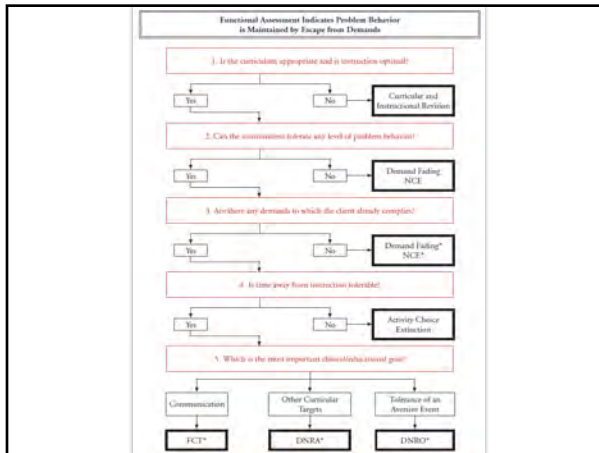 Functional Assessment Indicates Problem Behavior
is Maintained by Escape from Demands
1. Is the curriculum appropriate and is instruction optimal?
Yes
No
Curricular and
Instructional Revision
2. Can the environment tolerate any level of problem behavior?
Yes
No
Demand Fading
NCE
3. Are there any demands to which the client already complies?
Yes
No
Demand Fading*
NCE*
4. Is time away from instruction tolerable?
Yes
No
Activity Choice
Extinction
5. Which is the most important clinical/educational goal?
Communication
Other Curricular
Targets
Tolerance of an
Aversive Event
FCT*
DNRA*
DNRO*